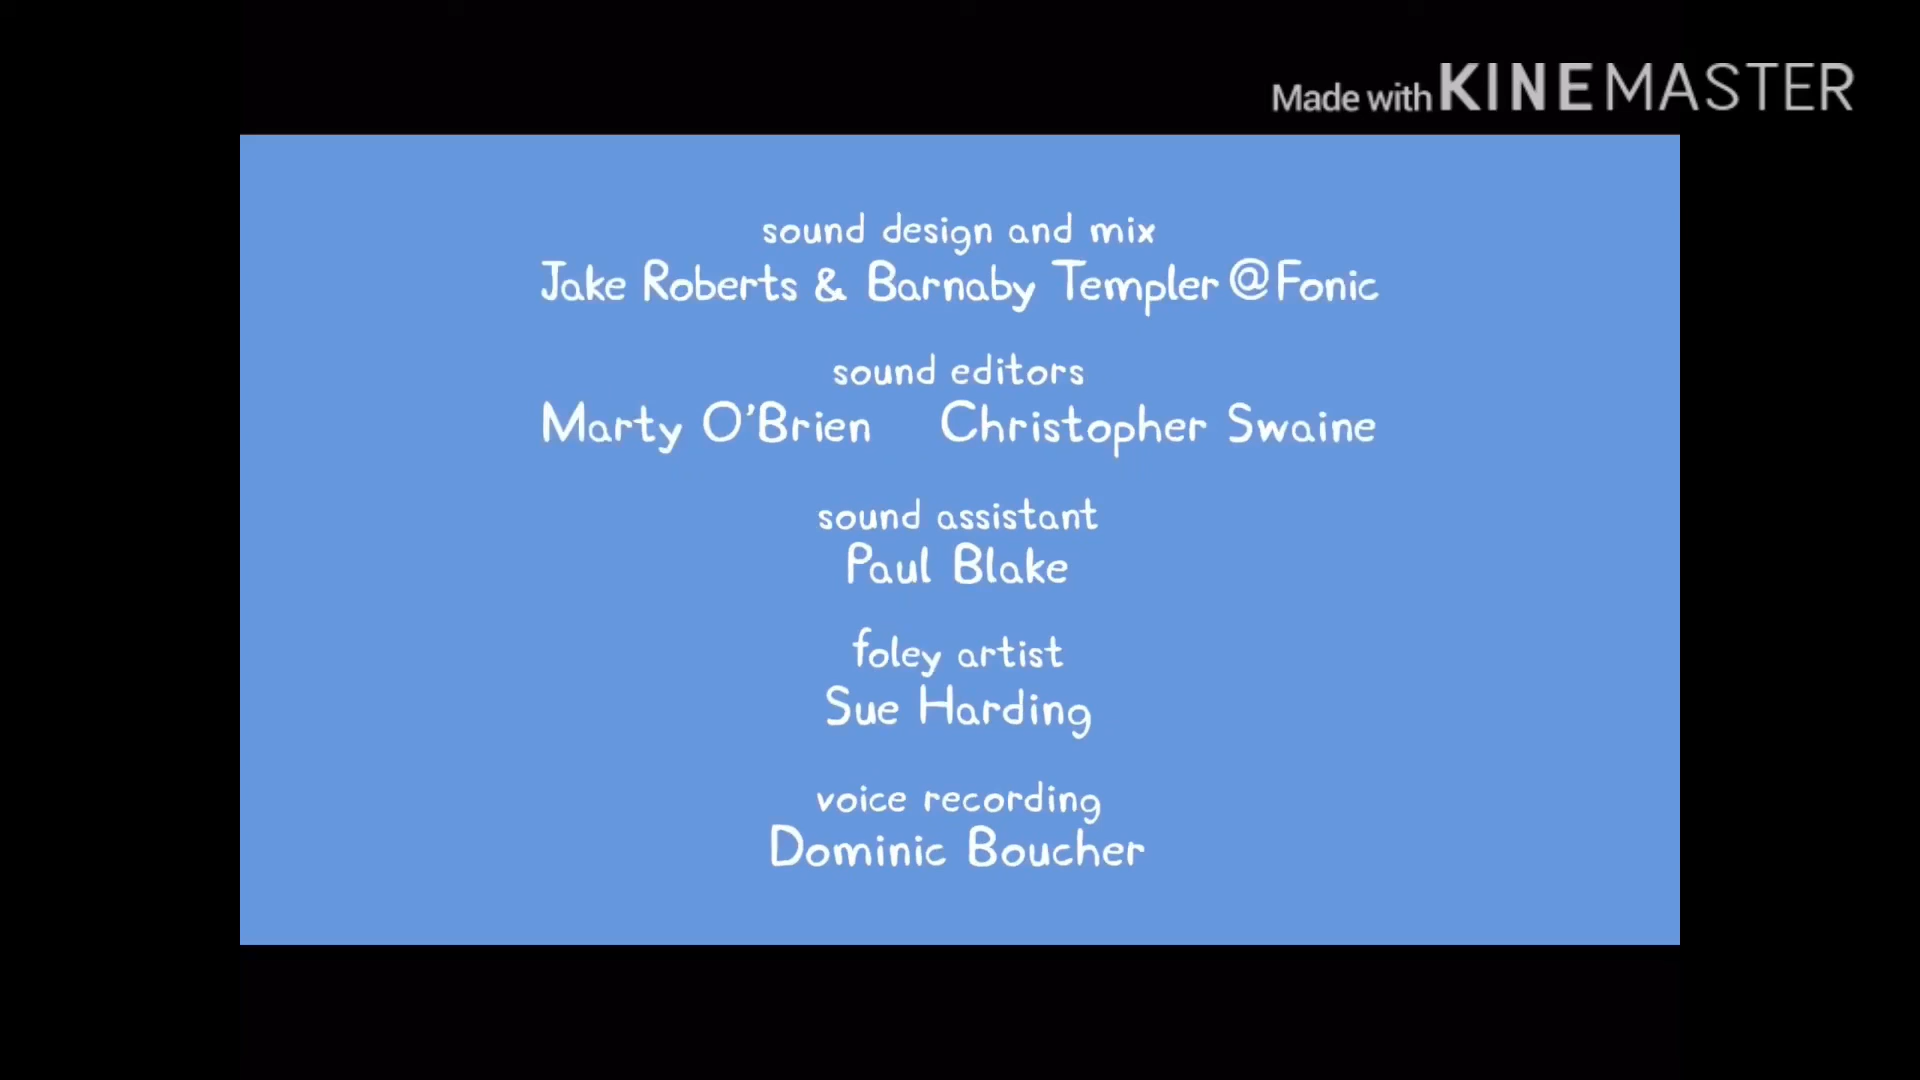 Made with KINEMASTER
sound design and mix
Jake Roberts & Barnaby Templer @ Fonic
sound editors
Marty O'Brien Christopher Swaine
sound assistant
Paul Blake
foley artist
Sue Harding
voice recording
Dominic Boucher